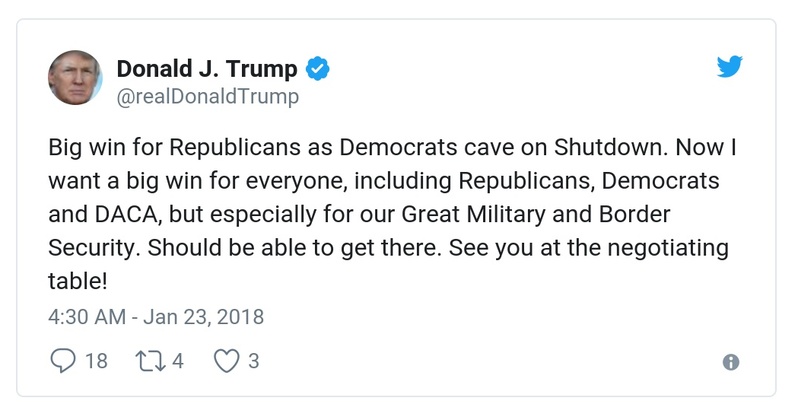 Donald J. Trump
@realDonaldTrump
Big win for Republicans as Democrats cave on Shutdown. Now I
want a big win for everyone, including Republicans, Democrats
and DACA, but especially for our Great Military and Border
Security. Should be able to get there. See you at the negotiating
table!
4:30 AM - Jan 23, 2018
18 4 3